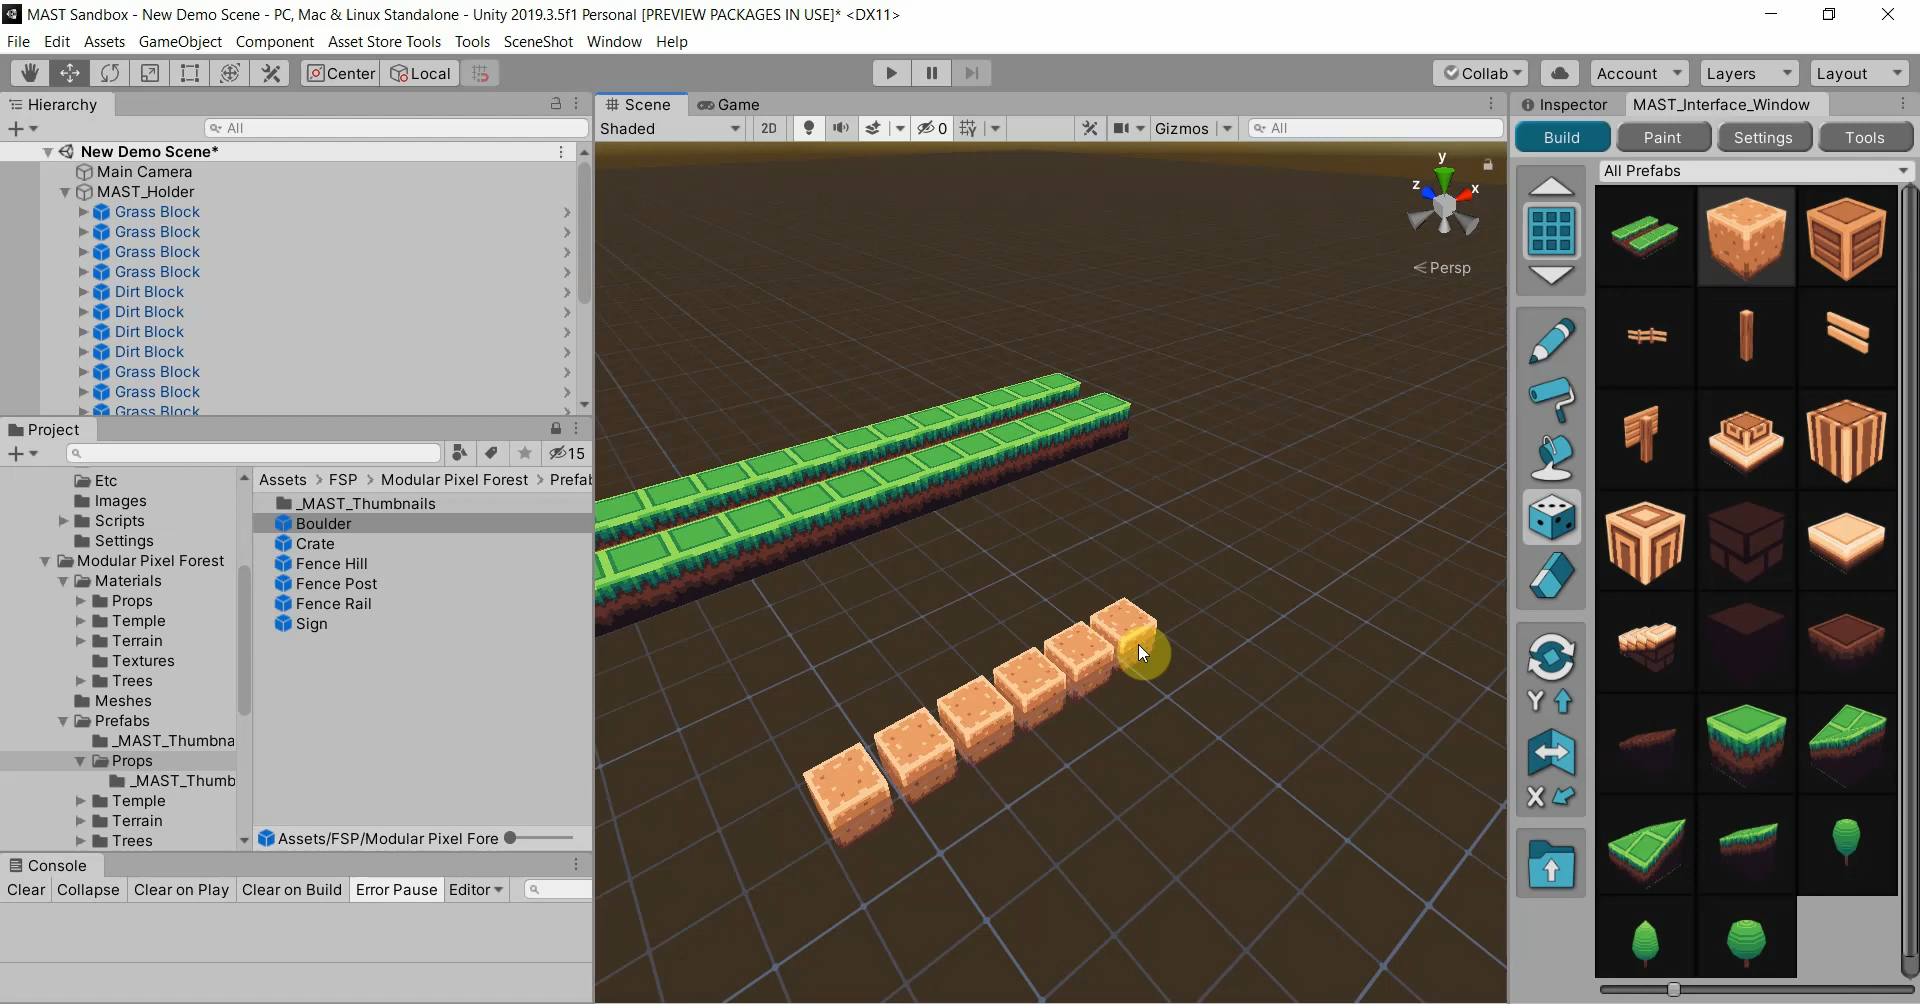 MAST Sandbox - New Demo Scene - PC, Mac & Linux Standalone - Unity 2019.3.5f1 Personal [PREVIEW PACKAGES IN USE]* <DX11>
File Edit Assets GameObject Component Asset Store Tools Tools SceneShot Window Help
Center Local Collab Account Layers Layout
Hierarchy
All
New Demo Scene*
Main Camera
MAST_Holder
Grass Block
Grass Block
Grass Block
Grass Block
Dirt Block
Dirt Block
Dirt Block
Dirt Block
Grass Block
Grass Block
Grass Block
Project
15
Etc
Images
Scripts
Settings
Modular Pixel Forest
Materials
Props
Temple
Terrain
Textures
Trees
Meshes
Prefabs
_MAST_Thumbna
Props
_MAST_Thumb
Temple
Terrain
Trees
Assets > FSP > Modular Pixel Forest > Prefab
_MAST_Thumbnails
Boulder
Crate
Fence Hill
Fence Post
Fence Rail
Sign
Assets/FSP/Modular Pixel Fore
Console
Clear Collapse Clear on Play Clear on Build Error Pause Editor
Scene Game
Shaded 2D 0 Gizmos All
y
z x
Persp
Inspector MAST_Interface_Window
Build Paint Settings Tools
All Prefabs
Y
X